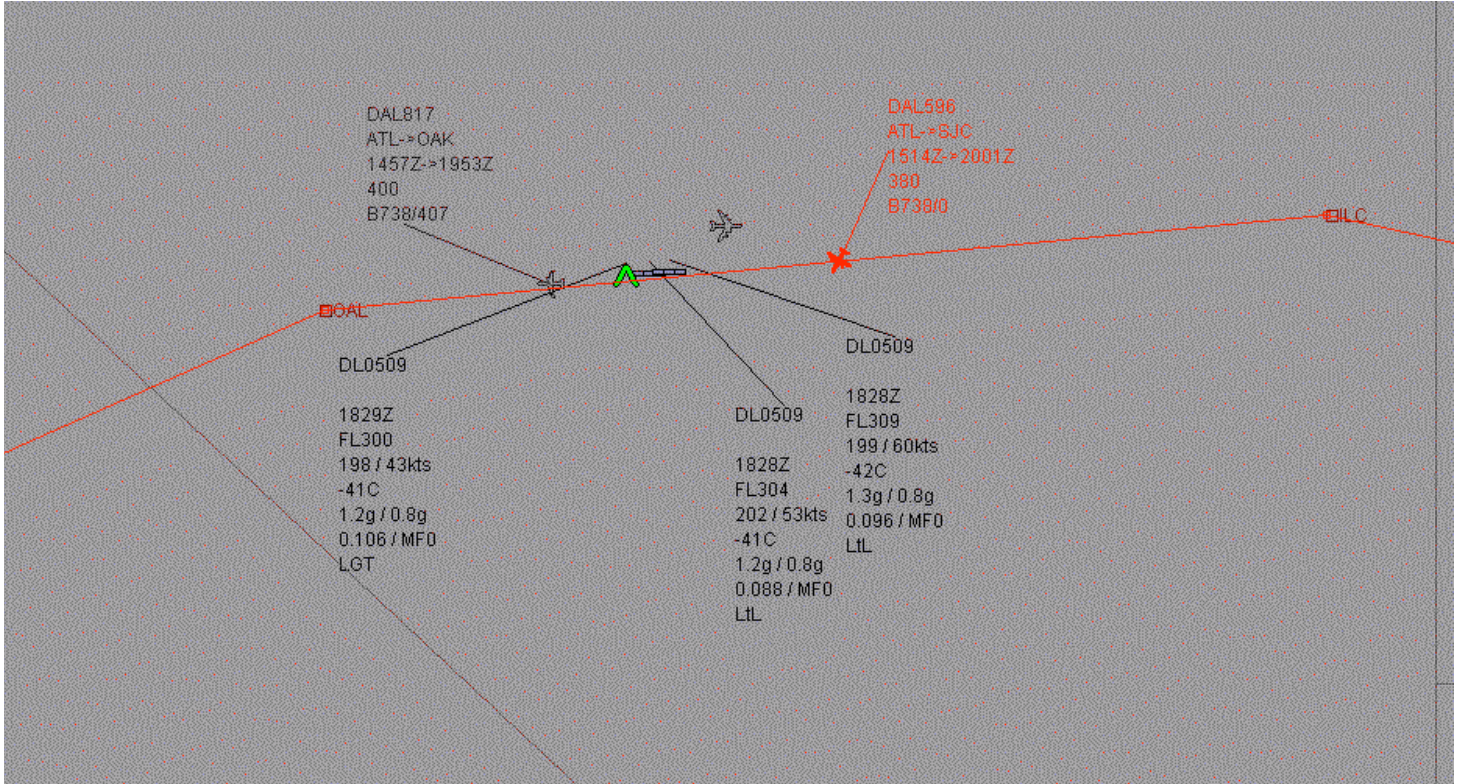 DAL817
ATL->OAK
1457Z->1953Z
400
B738/407
DAL596
ATL->SJC
1514Z->2001Z
380
B738/0
ILC
OAL
DL0509
1829Z
FL300
198 / 43kts
-41C
1.2g / 0.8g
0.106 / MF0
LGT
DL0509
1828Z
FL304
202 / 53kts
-41C
1.2g / 0.8g
0.088 / MF0
LtL
DL0509
1828Z
FL309
199 / 60kts
-42C
1.3g / 0.8g
0.096 / MF0
LtL